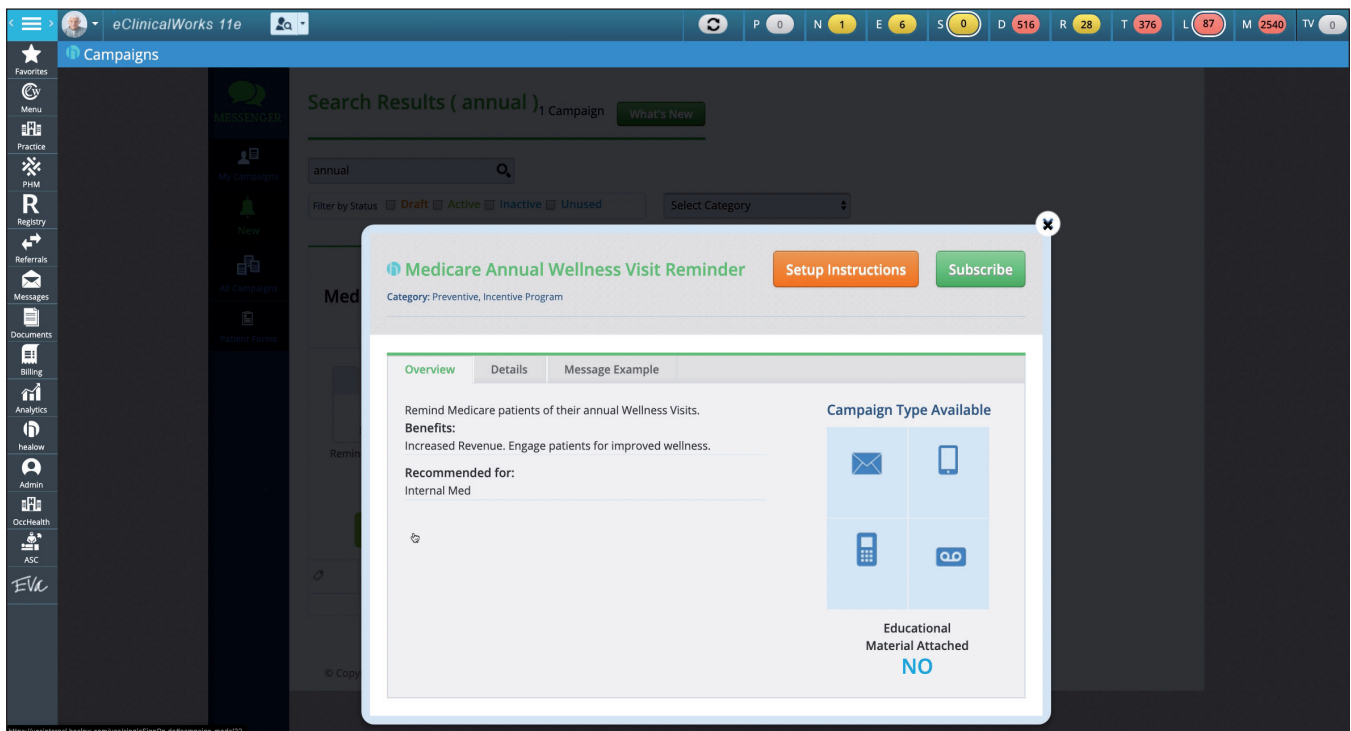 eClinicalWorks 11e
P 0 N 1 E 6 S 0 D 516 R 28 T 376 L 87 M 2540 TV 0
Favorites
Campaigns
Menu
Practice
PHM
R
Registry
Referrals
Messages
Documents
Billing
Analytics
healow
Admin
OccHealth
ASC
EVA
MESSENGER
My Campaigns
New
All Campaigns
Patient Forms
Search Results ( annual ) 1 Campaign What's New
annual
Filter by Status Draft Active Inactive Unused Select Category
Med
Remin
© Copy
Medicare Annual Wellness Visit Reminder
Setup Instructions
Subscribe
Category: Preventive, Incentive Program
Overview Details Message Example
Remind Medicare patients of their annual Wellness Visits.
Benefits:
Increased Revenue. Engage patients for improved wellness.
Recommended for:
Internal Med
Campaign Type Available
Educational
Material Attached
NO